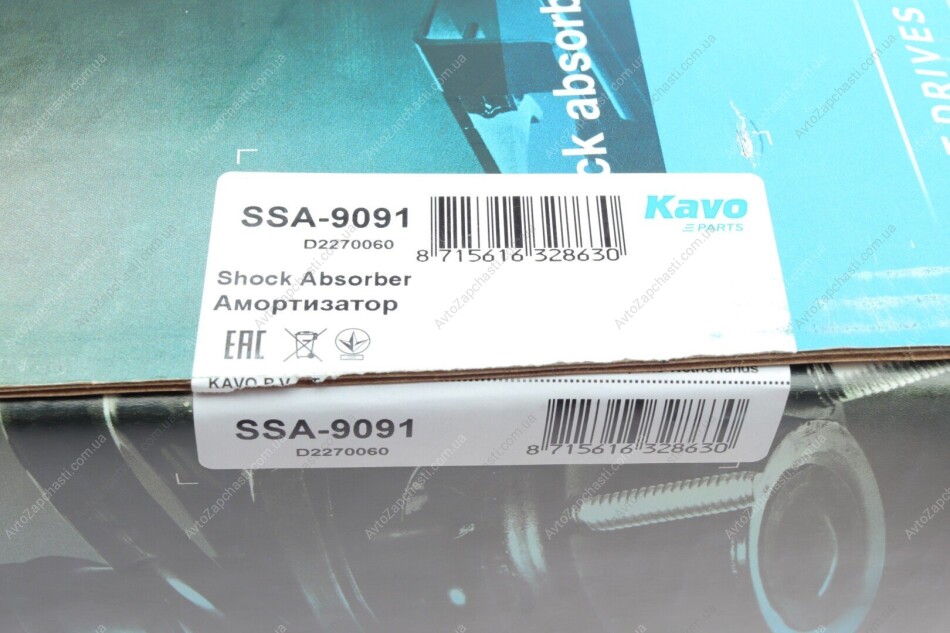 ck absorb
DRIVES
SSA-9091
D2270060
8 715616 328630
Kavo
PARTS
Shock Absorber
Амортизатор
EAC
KAVO B.V.
Netherlands
SSA-9091
D2270060
8 715616 328630
AvtoZapchasti.com.ua